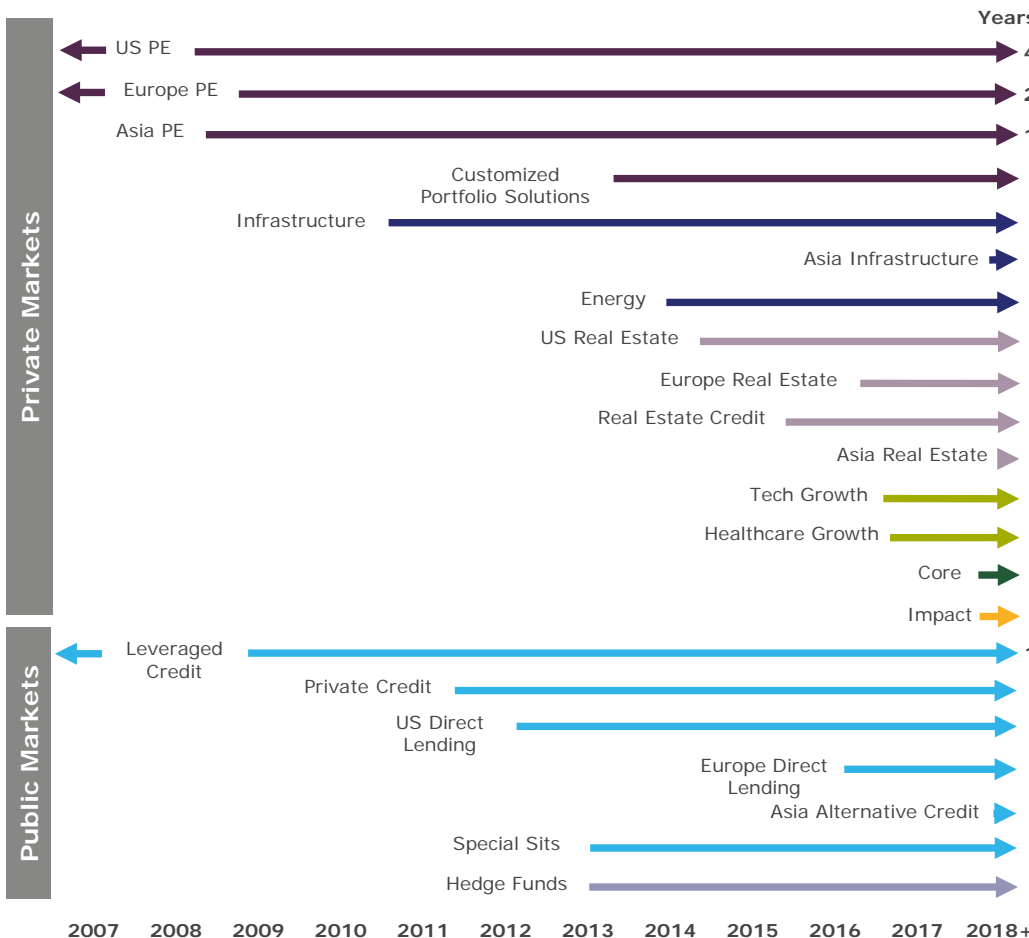 Years
US PE
Europe PE
Asia PE
Customized
Portfolio Solutions
Infrastructure
Asia Infrastructure
Energy
US Real Estate
Europe Real Estate
Real Estate Credit
Asia Real Estate
Tech Growth
Healthcare Growth
Core
Impact
Private Markets
Leveraged
Credit
Private Credit
US Direct
Lending
Europe Direct
Lending
Asia Alternative Credit
Special Sits
Hedge Funds
Public Markets
2007 2008 2009 2010 2011 2012 2013 2014 2015 2016 2017 2018+